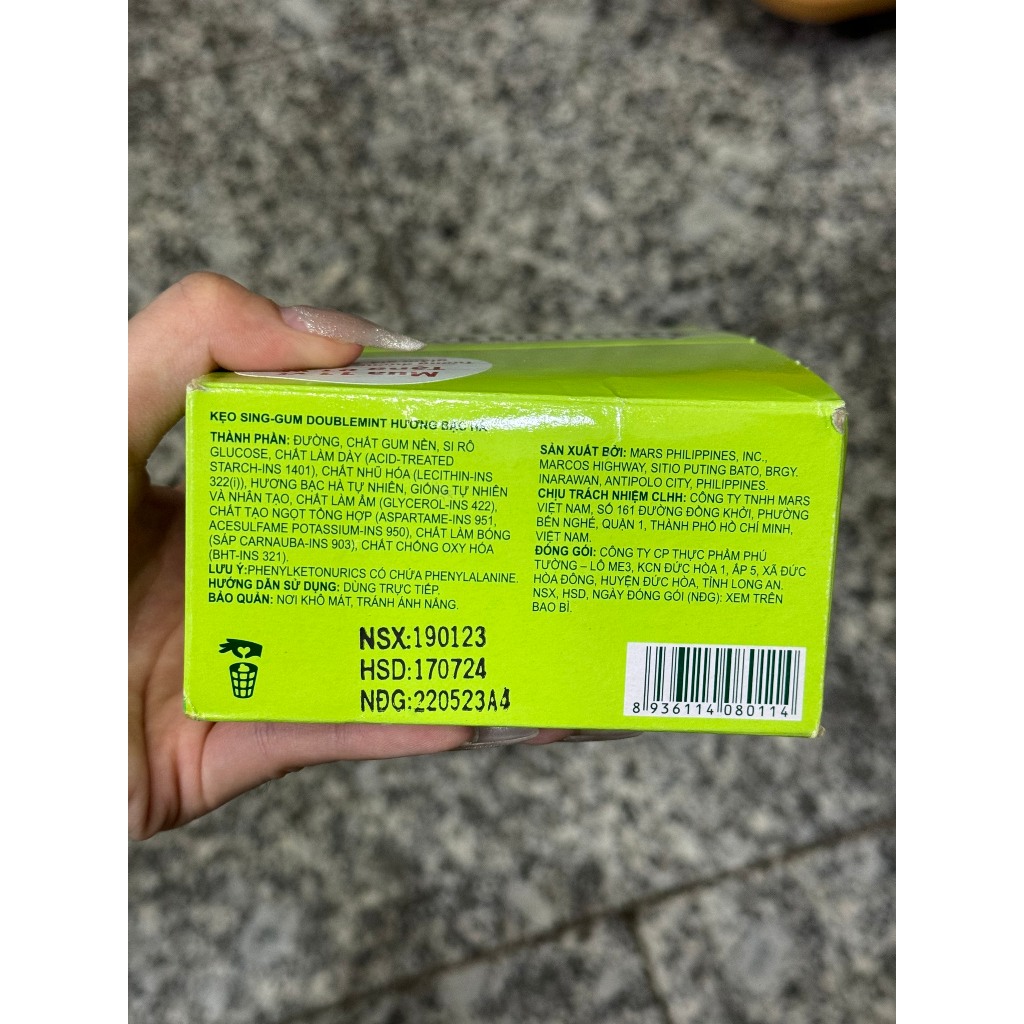 Mua 3
Tặng
KẸO SING-GUM DOUBLEMINT HƯƠNG BẠC HÀ
THÀNH PHẦN: ĐƯỜNG, CHẤT GUM NỀN, SI RÔ
GLUCOSE, CHẤT LÀM DÀY (ACID-TREATED
STARCH-INS 1401), CHẤT NHŨ HÓA (LECITHIN-INS
322(i)), HƯƠNG BẠC HÀ TỰ NHIÊN, GIỐNG TỰ NHIÊN
VÀ NHÂN TẠO, CHẤT LÀM ẨM (GLYCEROL-INS 422),
CHẤT TẠO NGỌT TỔNG HỢP (ASPARTAME-INS 951,
ACESULFAME POTASSIUM-INS 950), CHẤT LÀM BÓNG
(SÁP CARNAUBA-INS 903), CHẤT CHỐNG OXY HÓA
(BHT-INS 321).
LƯU Ý:PHENYLKETONURICS CÓ CHỨA PHENYLALANINE.
HƯỚNG DẪN SỬ DỤNG: DÙNG TRỰC TIẾP.
BẢO QUẢN: NƠI KHÔ MÁT, TRÁNH ÁNH NẮNG.
SẢN XUẤT BỞI: MARS PHILIPPINES, INC.,
MARCOS HIGHWAY, SITIO PUTING BATO, BRGY.
INARAWAN, ANTIPOLO CITY, PHILIPPINES.
CHỊU TRÁCH NHIỆM CLHH: CÔNG TY TNHH MARS
VIỆT NAM, SỐ 161 ĐƯỜNG ĐỒNG KHỞI, PHƯỜNG
BẾN NGHÉ, QUẬN 1, THÀNH PHỐ HỒ CHÍ MINH,
VIỆT NAM.
ĐÓNG GÓI: CÔNG TY CP THỰC PHẨM PHÚ
TƯỜNG – LÔ ME3, KCN ĐỨC HÒA 1, ẤP 5, XÃ ĐỨC
HÒA ĐÔNG, HUYỆN ĐỨC HÒA, TỈNH LONG AN.
NSX, HSD, NGÀY ĐÓNG GÓI (NĐG): XEM TRÊN
BAO BÌ.
NSX:190123
HSD:170724
NĐG:220523A4
8 936114 080114